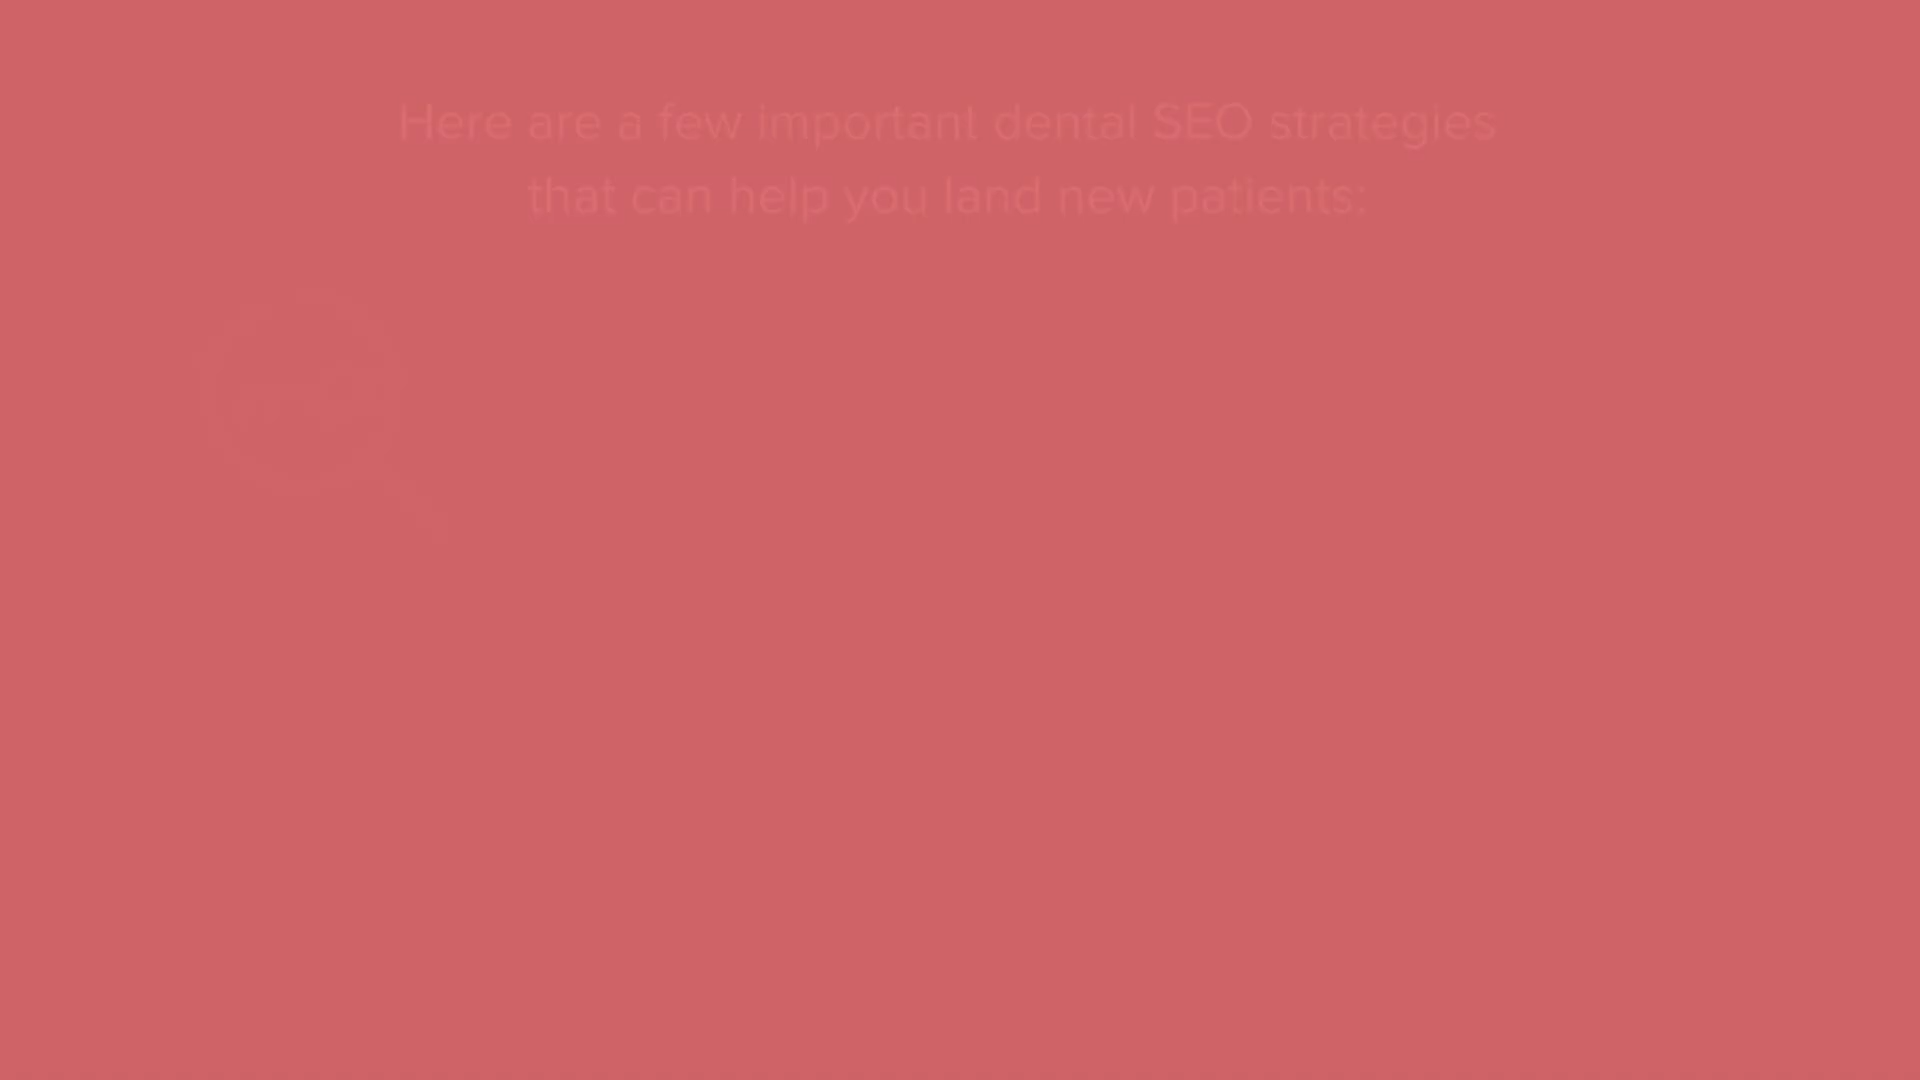 Here are a few important dental SEO strategies
that can help you land new patients: